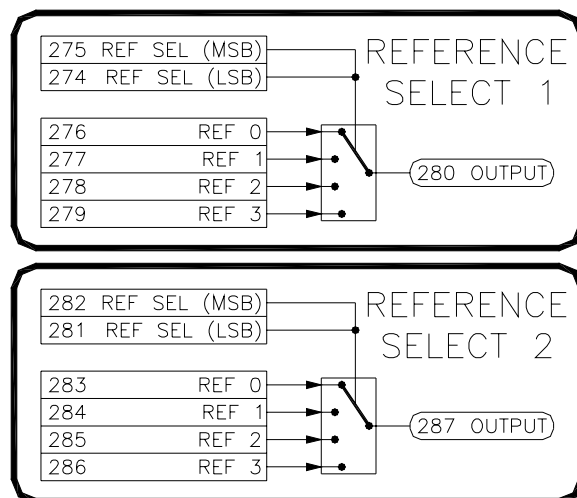 275 REF SEL (MSB)
274 REF SEL (LSB)
REFERENCE
SELECT 1
276 REF 0
277 REF 1
278 REF 2
279 REF 3
280 OUTPUT
282 REF SEL (MSB)
281 REF SEL (LSB)
REFERENCE
SELECT 2
283 REF 0
284 REF 1
285 REF 2
286 REF 3
287 OUTPUT